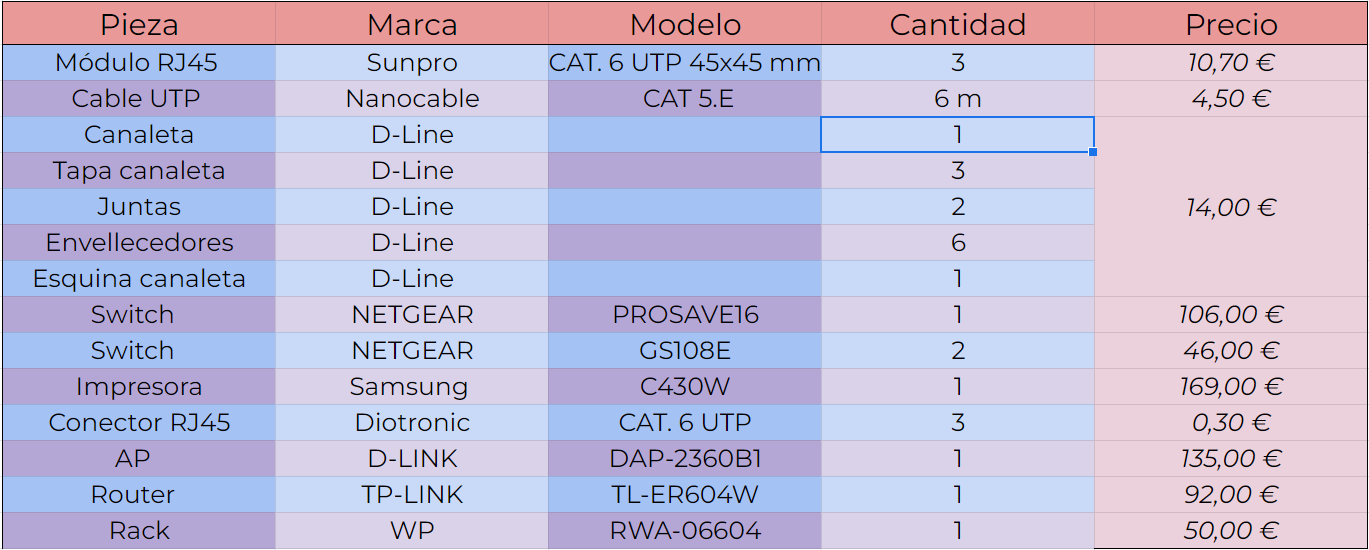 Pieza Marca Modelo Cantidad Precio
Módulo RJ45 Sunpro CAT. 6 UTP 45x45 mm 3 10,70 €
Cable UTP Nanocable CAT 5.E 6 m 4,50 €
Canaleta D-Line 1
Tapa canaleta D-Line 3
Juntas D-Line 2 14,00 €
Envellecedores D-Line 6
Esquina canaleta D-Line 1
Switch NETGEAR PROSAVE16 1 106,00 €
Switch NETGEAR GS108E 2 46,00 €
Impresora Samsung C430W 1 169,00 €
Conector RJ45 Diotronic CAT. 6 UTP 3 0,30 €
AP D-LINK DAP-2360B1 1 135,00 €
Router TP-LINK TL-ER604W 1 92,00 €
Rack WP RWA-06604 1 50,00 €